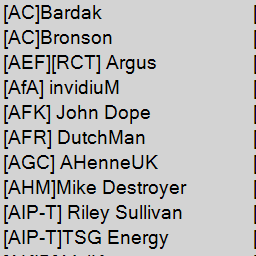 [AC]Bardak
[AC]Bronson
[AEF][RCT] Argus
[AfA] invidiuM
[AFK] John Dope
[AFR] DutchMan
[AGC] AHenneUK
[AHM]Mike Destroyer
[AIP-T] Riley Sullivan
[AIP-T]TSG Energy